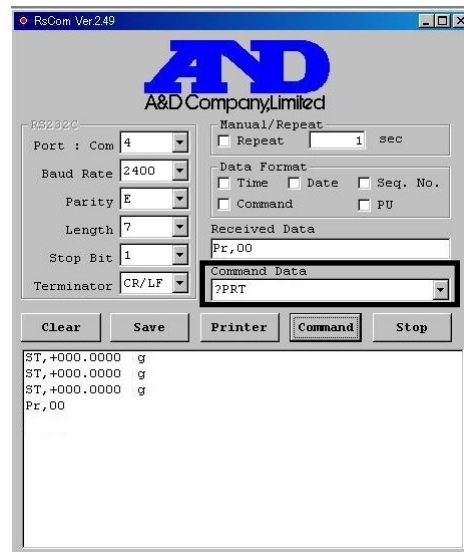 RsCom Ver.2.49
AND
A&D Company,Limited
RS232C
Port : Com 4
Baud Rate 2400
Parity E
Length 7
Stop Bit 1
Terminator CR/LF
Manual/Repeat
Repeat 1 sec
Data Format
Time Date Seq. No.
Command PU
Received Data
Pr,00
Command Data
?PRT
Clear Save Printer Command Stop
ST,+000.0000 g
ST,+000.0000 g
ST,+000.0000 g
Pr,00